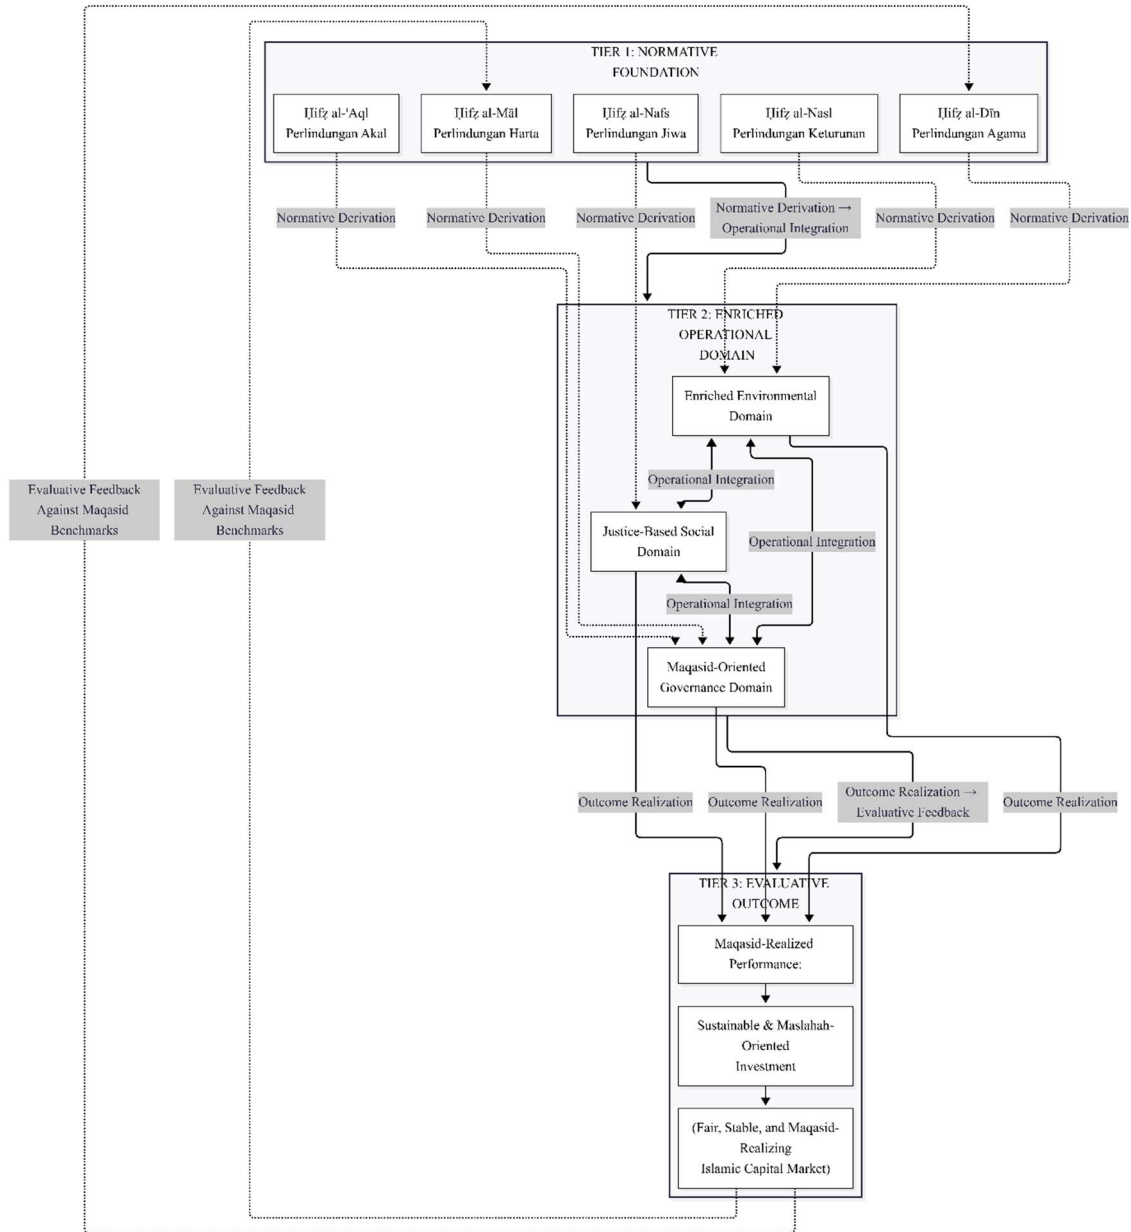 TIER 1: NORMATIVE
FOUNDATION
Ḥifẓ al-'Aql
Perlindungan Akal
Ḥifẓ al-Māl
Perlindungan Harta
Ḥifẓ al-Nafs
Perlindungan Jiwa
Ḥifẓ al-Nasl
Perlindungan Keturunan
Ḥifẓ al-Dīn
Perlindungan Agama
Normative Derivation
Normative Derivation
Normative Derivation
Normative Derivation →
Operational Integration
Normative Derivation
Normative Derivation
TIER 2: ENRICHED
OPERATIONAL
DOMAIN
Enriched Environmental
Domain
Operational Integration
Evaluative Feedback
Against Maqasid
Benchmarks
Evaluative Feedback
Against Maqasid
Benchmarks
Justice-Based Social
Domain
Operational Integration
Operational Integration
Maqasid-Oriented
Governance Domain
Outcome Realization
Outcome Realization
Outcome Realization →
Evaluative Feedback
Outcome Realization
TIER 3: EVALUATIVE
OUTCOME
Maqasid-Realized
Performance:
Sustainable & Maslahah-
Oriented
Investment
(Fair, Stable, and Maqasid-
Realizing
Islamic Capital Market)